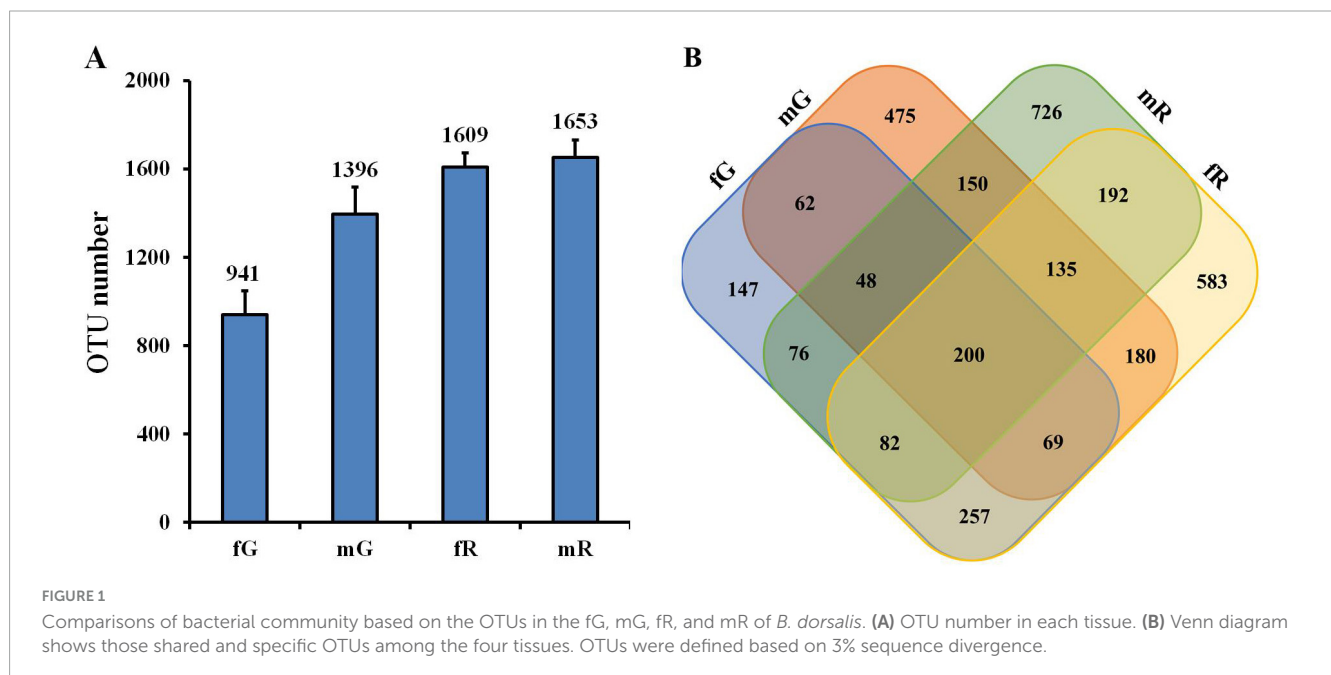 A
2000
1600
1200
800
400
0
OTU number
941
1396
1609
1653
fG
mG
fR
mR
B
fG
mG
mR
fR
475
726
62
150
192
147
48
135
583
76
200
180
82
69
257
FIGURE 1
Comparisons of bacterial community based on the OTUs in the fG, mG, fR, and mR of B. dorsalis. (A) OTU number in each tissue. (B) Venn diagram
shows those shared and specific OTUs among the four tissues. OTUs were defined based on 3% sequence divergence.